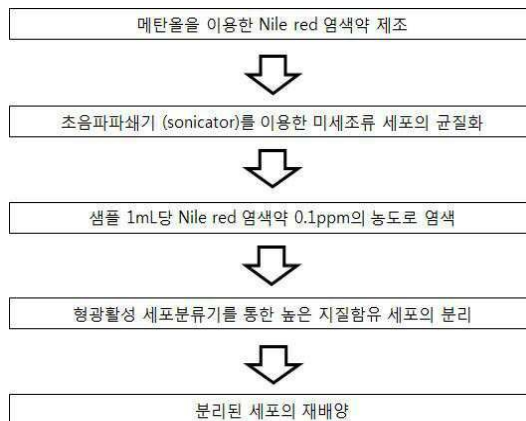 메탄올을 이용한 Nile red 염색약 제조
초음파파쇄기 (sonicator)를 이용한 미세조류 세포의 균질화
샘플 1mL당 Nile red 염색약 0.1ppm의 농도로 염색
형광활성 세포분류기를 통한 높은 지질함유 세포의 분리
분리된 세포의 재배양